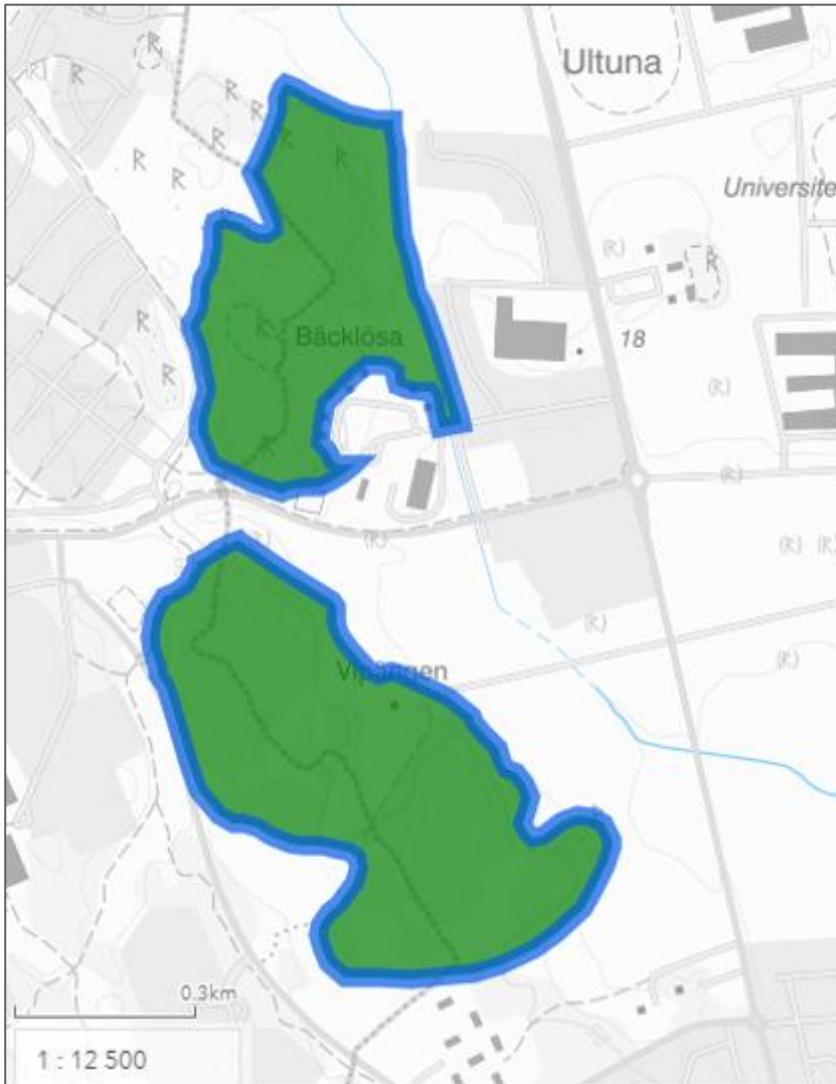 Ultuna
Universite
(R)
R
18
Bäcklösa
(R)
(R)
(R)
(R) (R)
(R)
(R)
Vipängen
0.3km
1 : 12 500